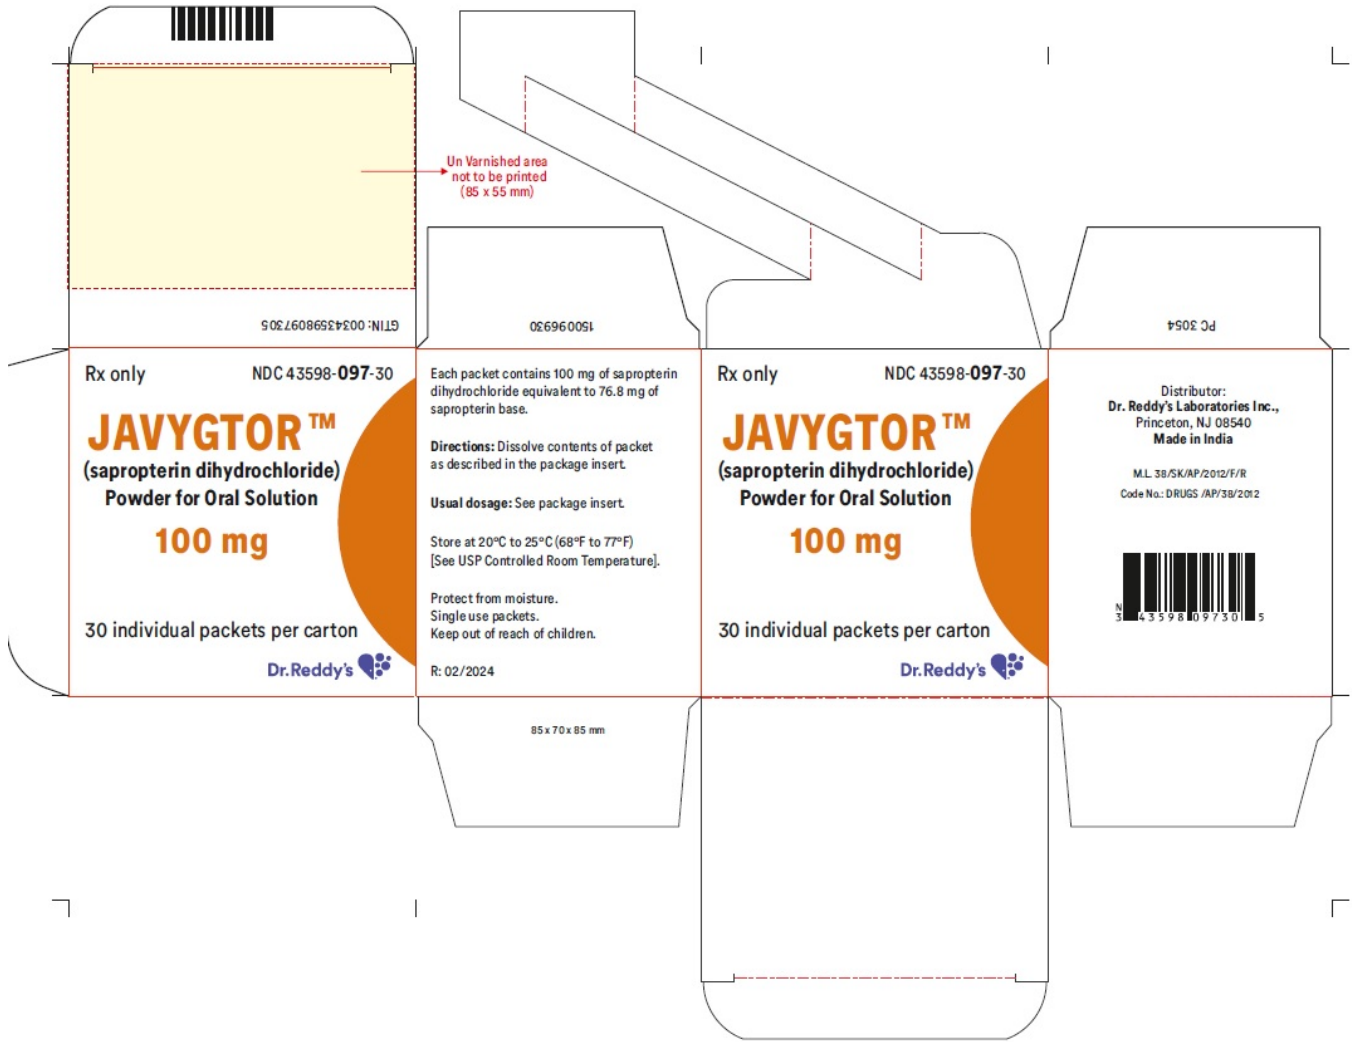 Un Varnished area
not to be printed
(85 x 55 mm)
GTIN: 00343598097305
150096930
PC 3054
Rx only
NDC 43598-097-30
JAVYGTOR™
(sapropterin dihydrochloride)
Powder for Oral Solution
100 mg
30 individual packets per carton
Dr.Reddy's
Each packet contains 100 mg of sapropterin
dihydrochloride equivalent to 76.8 mg of
sapropterin base.
Directions: Dissolve contents of packet
as described in the package insert.
Usual dosage: See package insert.
Store at 20°C to 25°C (68°F to 77°F)
[See USP Controlled Room Temperature].
Protect from moisture.
Single use packets.
Keep out of reach of children.
R: 02/2024
85 x 70 x 85 mm
Rx only
NDC 43598-097-30
JAVYGTOR™
(sapropterin dihydrochloride)
Powder for Oral Solution
100 mg
30 individual packets per carton
Dr.Reddy's
Distributor:
Dr. Reddy's Laboratories Inc.,
Princeton, NJ 08540
Made in India
M.L. 38/SK/AP/2012/F/R
Code No.: DRUGS /AP/38/2012
N
3 43598 09730 5